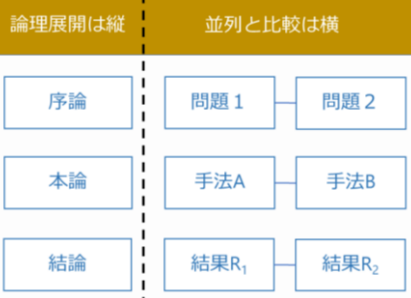 論理展開は縦
並列と比較は横
序論
問題1
問題2
本論
手法A
手法B
結論
結果R₁
結果R₂